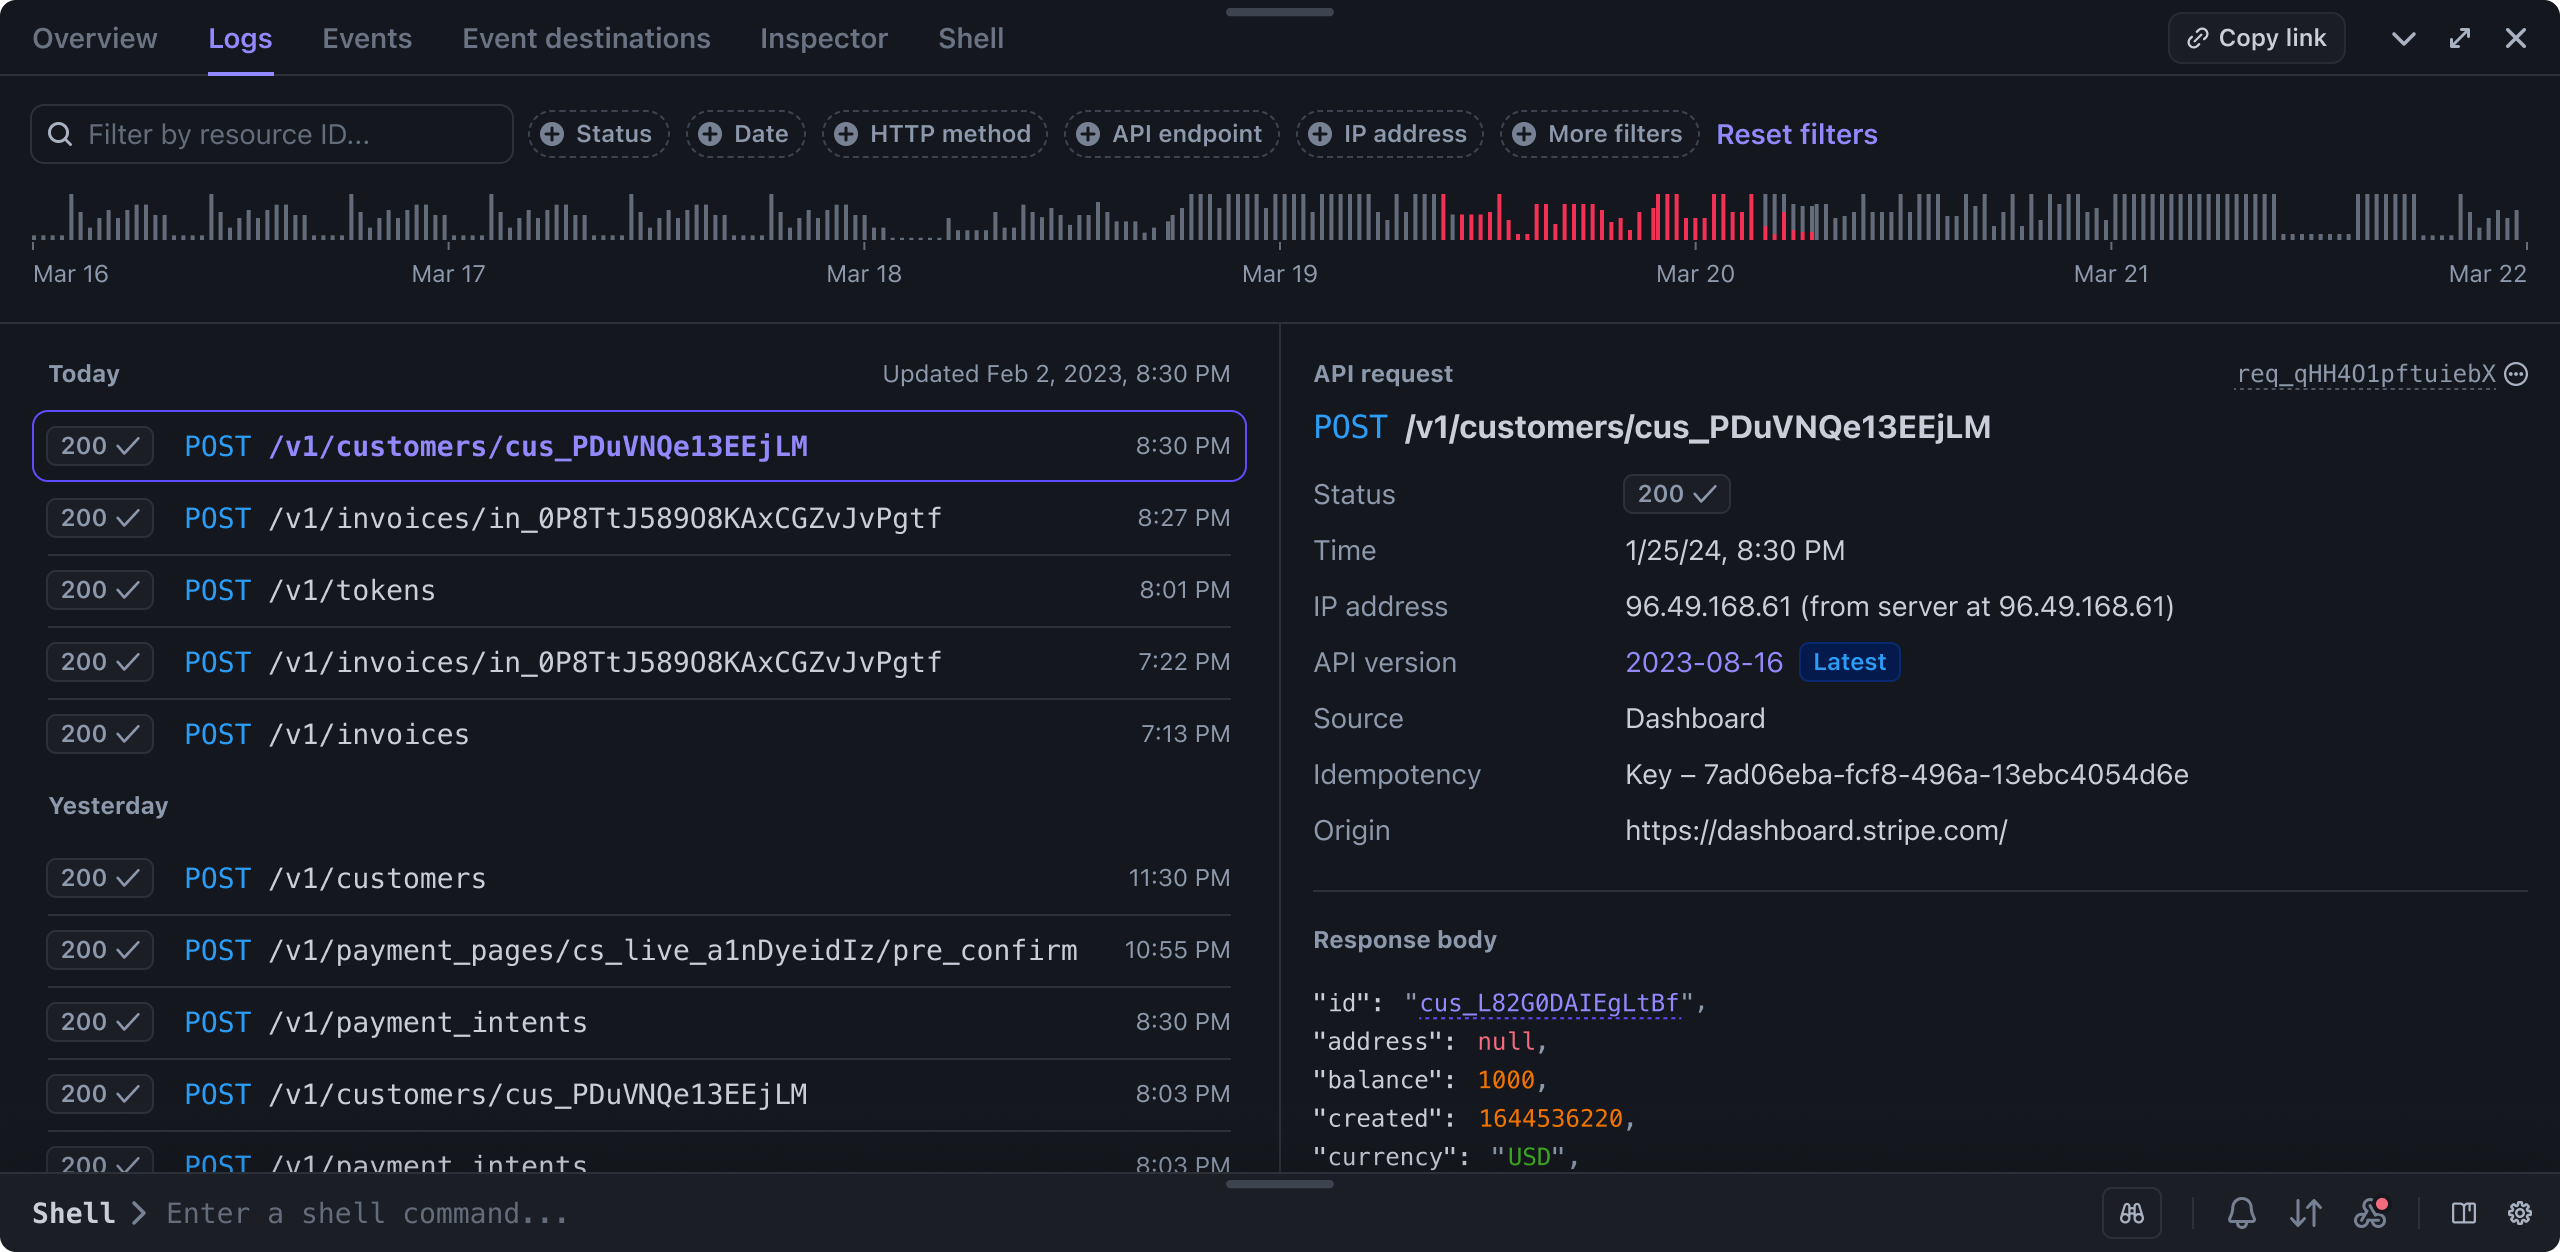 Overview Logs Events Event destinations Inspector Shell Copy link
Filter by resource ID... Status Date HTTP method API endpoint IP address More filters Reset filters
Mar 16 Mar 17 Mar 18 Mar 19 Mar 20 Mar 21 Mar 22
Today Updated Feb 2, 2023, 8:30 PM
200 POST /v1/customers/cus_PDuVNQe13EEjLM 8:30 PM
200 POST /v1/invoices/in_0P8TtJ589O8KAxCGZvJvPgtf 8:27 PM
200 POST /v1/tokens 8:01 PM
200 POST /v1/invoices/in_0P8TtJ589O8KAxCGZvJvPgtf 7:22 PM
200 POST /v1/invoices 7:13 PM
Yesterday
200 POST /v1/customers 11:30 PM
200 POST /v1/payment_pages/cs_live_a1nDyeidIz/pre_confirm 10:55 PM
200 POST /v1/payment_intents 8:30 PM
200 POST /v1/customers/cus_PDuVNQe13EEjLM 8:03 PM
200 POST /v1/payment_intents 8:03 PM
API request req_qHH4O1pftuiebX
POST /v1/customers/cus_PDuVNQe13EEjLM
Status 200
Time 1/25/24, 8:30 PM
IP address 96.49.168.61 (from server at 96.49.168.61)
API version 2023-08-16 Latest
Source Dashboard
Idempotency Key – 7ad06eba-fcf8-496a-13ebc4054d6e
Origin https://dashboard.stripe.com/
Response body
"id": "cus_L82G0DAIEgLtBf",
"address": null,
"balance": 1000,
"created": 1644536220,
"currency": "USD",
Shell Enter a shell command...